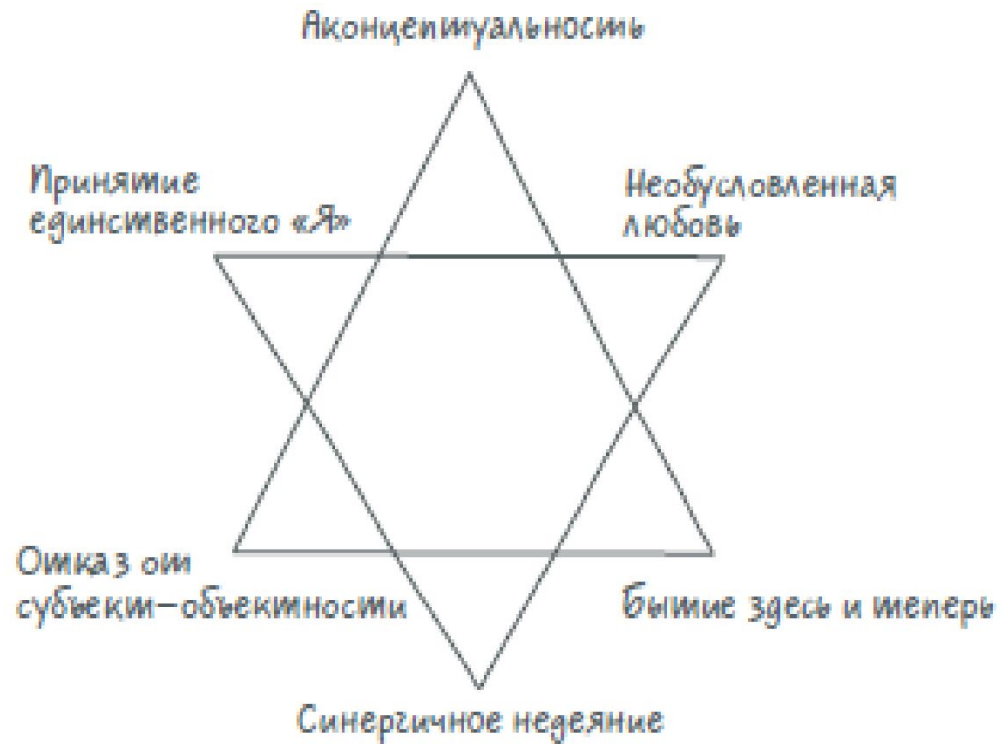 Аконцептуальность
Принятие
единственного «Я»
Необусловленная
любовь
Отказ от
субъект-объектности
Бытие здесь и теперь
Синергичное недеяние